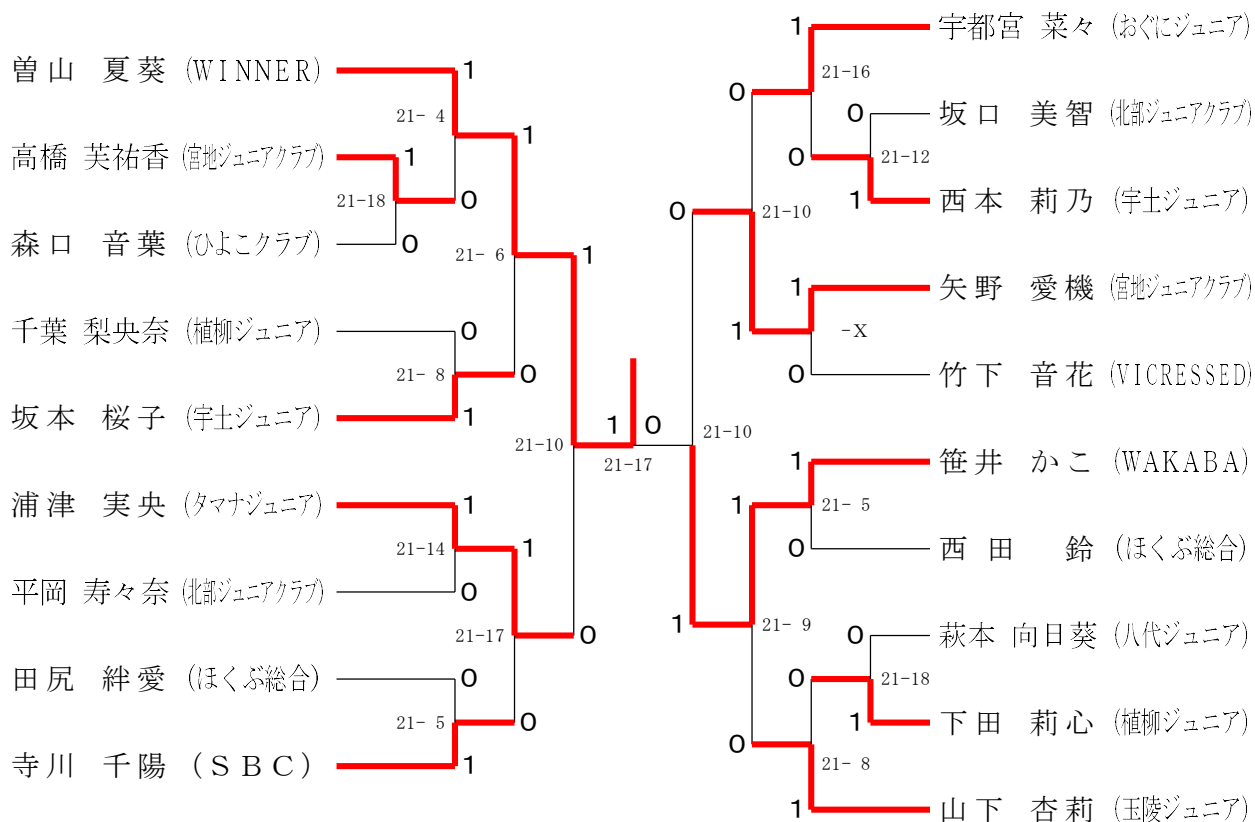 曽山 夏葵 (WINNER)
1
21- 4
1
高橋 芙祐香 (宮地ジュニアクラブ)
1
21-18
0
森口 音葉 (ひよこクラブ)
0
21- 6
1
千葉 梨央奈 (植柳ジュニア)
0
21- 8
0
坂本 桜子 (宇土ジュニア)
1
21-10
浦津 実央 (タマナジュニア)
1
21-14
1
平岡 寿々奈 (北部ジュニアクラブ)
0
21-17
0
田尻 絆愛 (ほくぶ総合)
0
21- 5
0
寺川 千陽 (SBC)
1
1 0
21-17
1
宇都宮 菜々 (おぐにジュニア)
21-16
0
0
坂口 美智 (北部ジュニアクラブ)
0
21-12
1
西本 莉乃 (宇土ジュニア)
0
21-10
1
矢野 愛機 (宮地ジュニアクラブ)
1
-X
0
竹下 音花 (VICRESSED)
21-10
1
笹井 かこ (WAKABA)
1
21- 5
0
西田 鈴 (ほくぶ総合)
1
21- 9
0
萩本 向日葵 (八代ジュニア)
0
21-18
1
下田 莉心 (植柳ジュニア)
0
21- 8
1
山下 杏莉 (玉陵ジュニア)